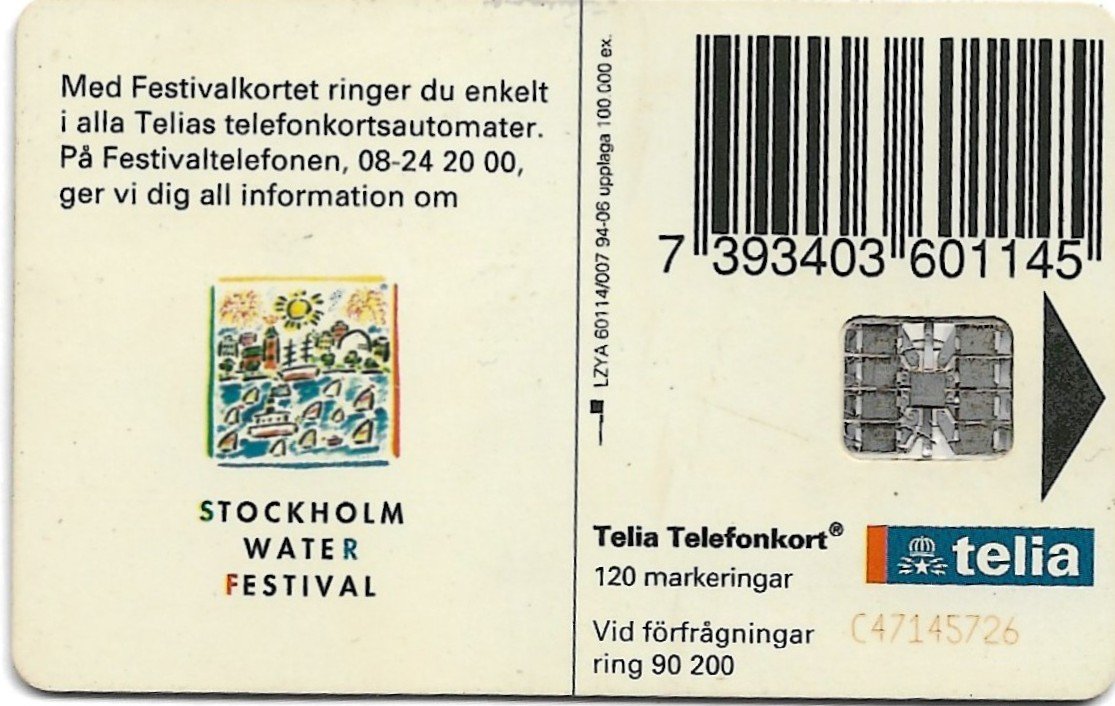 Med Festivalkortet ringer du enkelt
i alla Telias telefonkortsautomater.
På Festivaltelefonen, 08-24 20 00,
ger vi dig all information om
STOCKHOLM
WATER
FESTIVAL
LZYA 60114/007 94-06 upplaga 100 000 ex.
7 393403 601145
Telia Telefonkort®
120 markeringar
telia
Vid förfrågningar
ring 90 200
C47145726